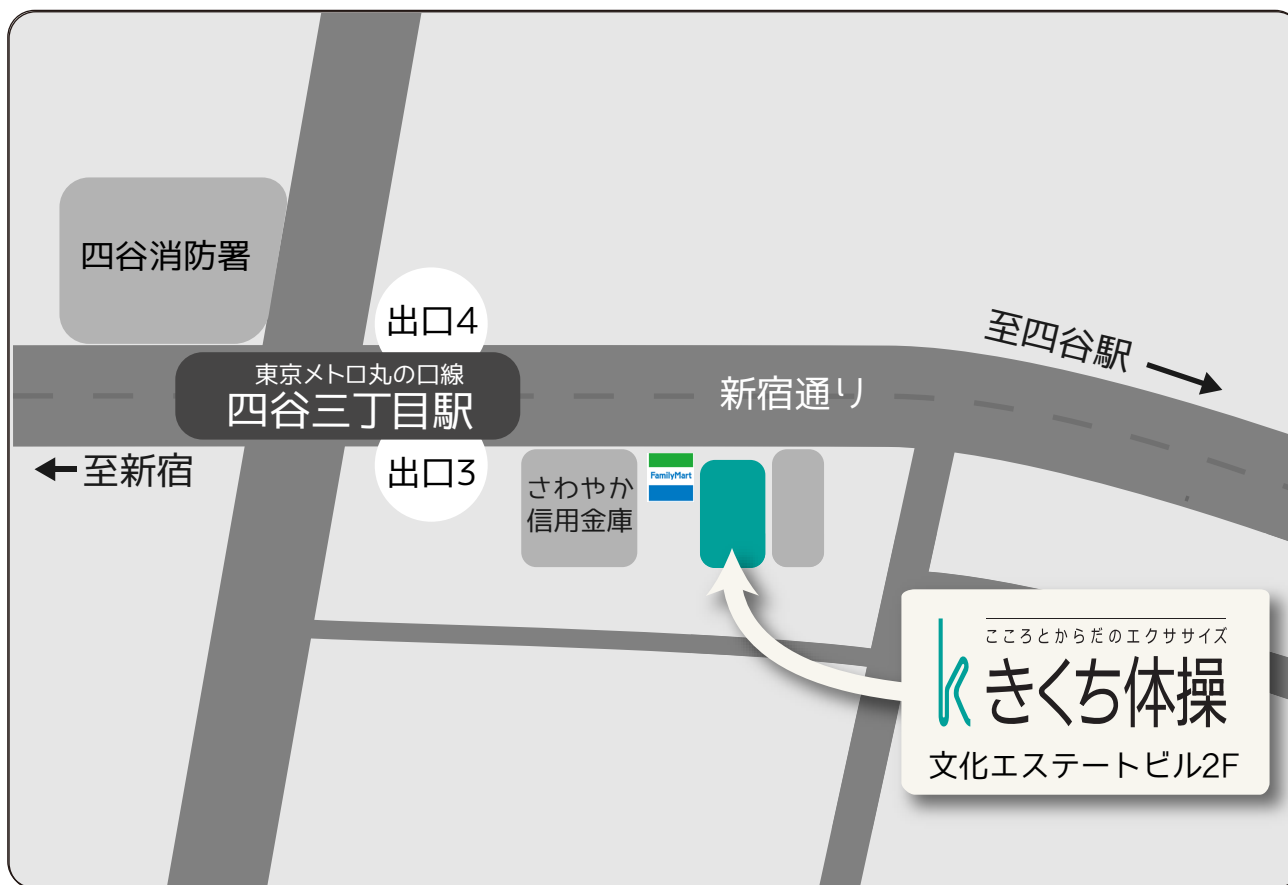 四谷消防署
出口4
至四谷駅
東京メトロ丸の口線
四谷三丁目駅
新宿通り
至新宿
出口3
さわやか
信用金庫
FamilyMart
こころとからだのエクササイズ
きくち体操
文化エステートビル2F